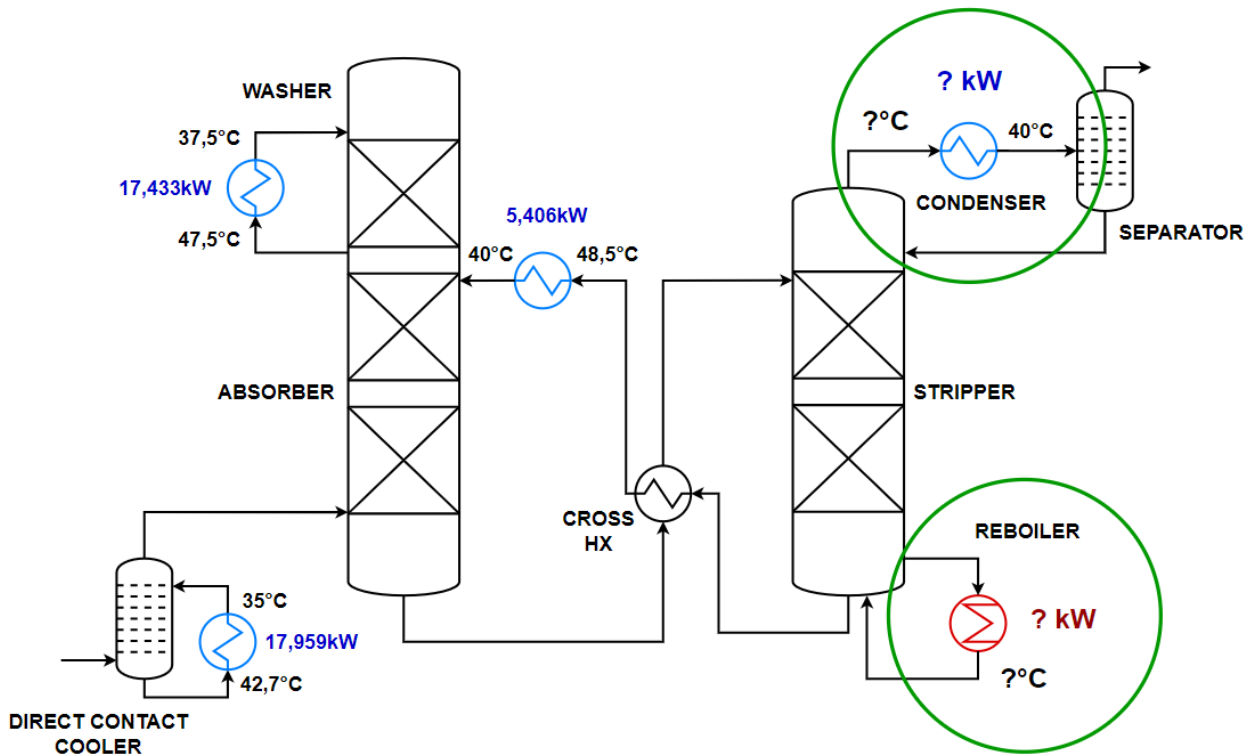 WASHER
37,5°C
17,433kW
47,5°C
5,406kW
40°C
48,5°C
? kW
?°C
40°C
CONDENSER
SEPARATOR
ABSORBER
STRIPPER
CROSS
HX
REBOILER
? kW
?°C
35°C
17,959kW
42,7°C
DIRECT CONTACT
COOLER